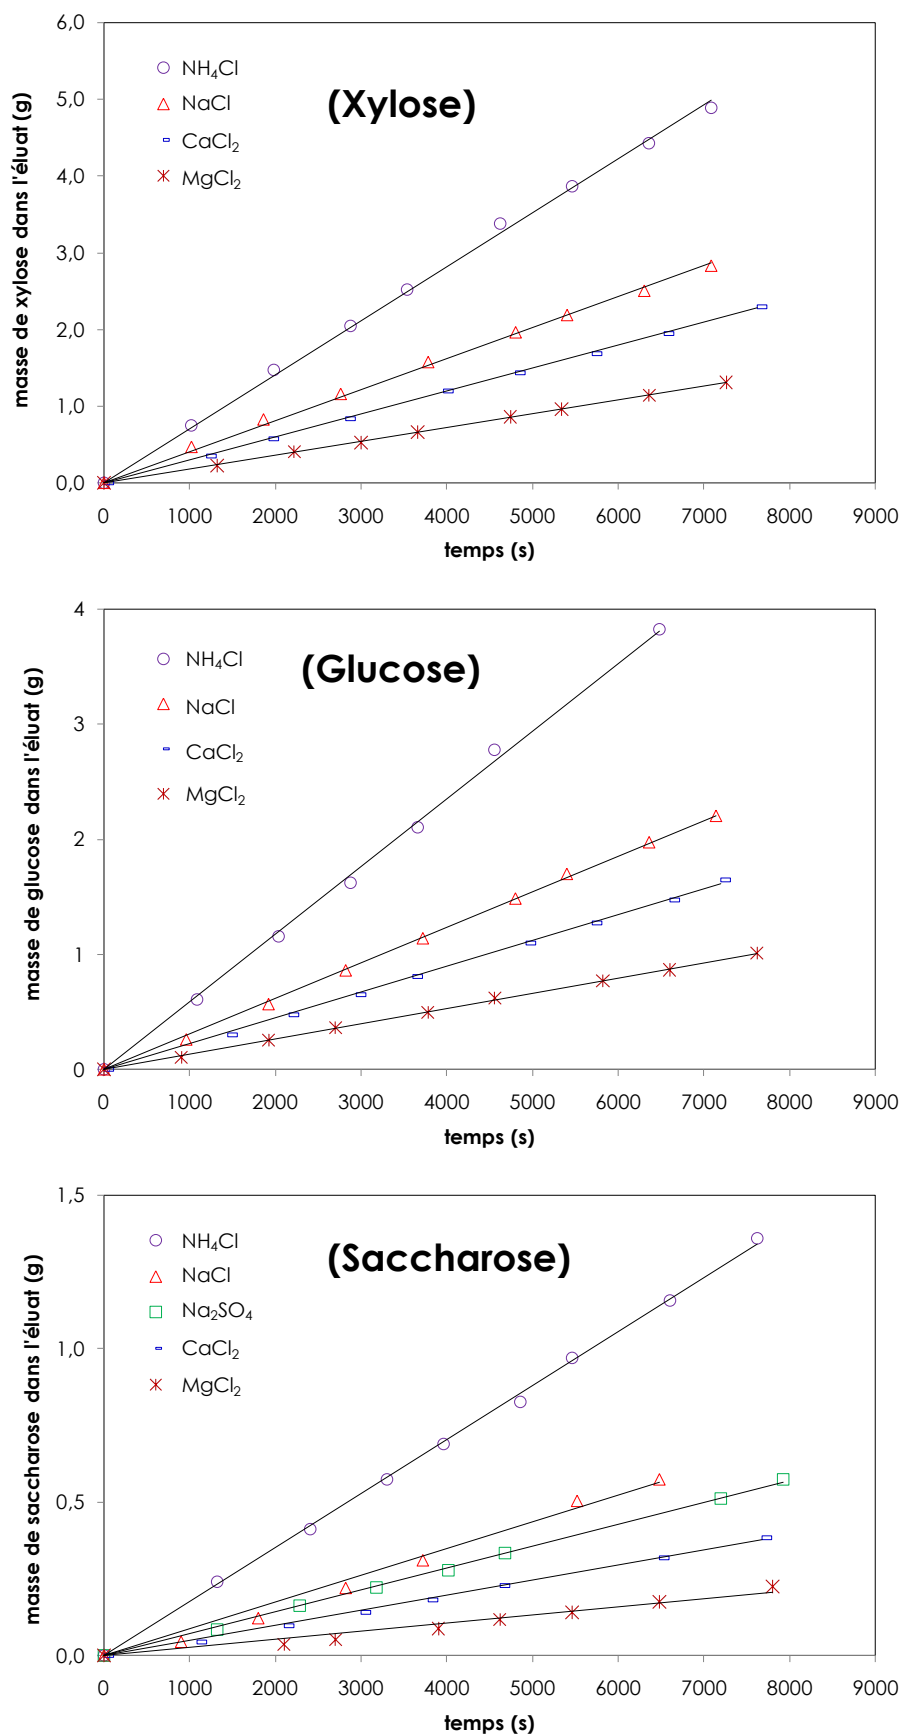 6,0
5,0
4,0
3,0
2,0
1,0
0,0
masse de xylose dans l'éluat (g)
(Xylose)
NH₄Cl
NaCl
CaCl₂
MgCl₂
0 1000 2000 3000 4000 5000 6000 7000 8000 9000
temps (s)
4
3
2
1
0
masse de glucose dans l'éluat (g)
(Glucose)
NH₄Cl
NaCl
CaCl₂
MgCl₂
0 1000 2000 3000 4000 5000 6000 7000 8000 9000
temps (s)
1,5
1,0
0,5
0,0
masse de saccharose dans l'éluat (g)
(Saccharose)
NH₄Cl
NaCl
Na₂SO₄
CaCl₂
MgCl₂
0 1000 2000 3000 4000 5000 6000 7000 8000 9000
temps (s)